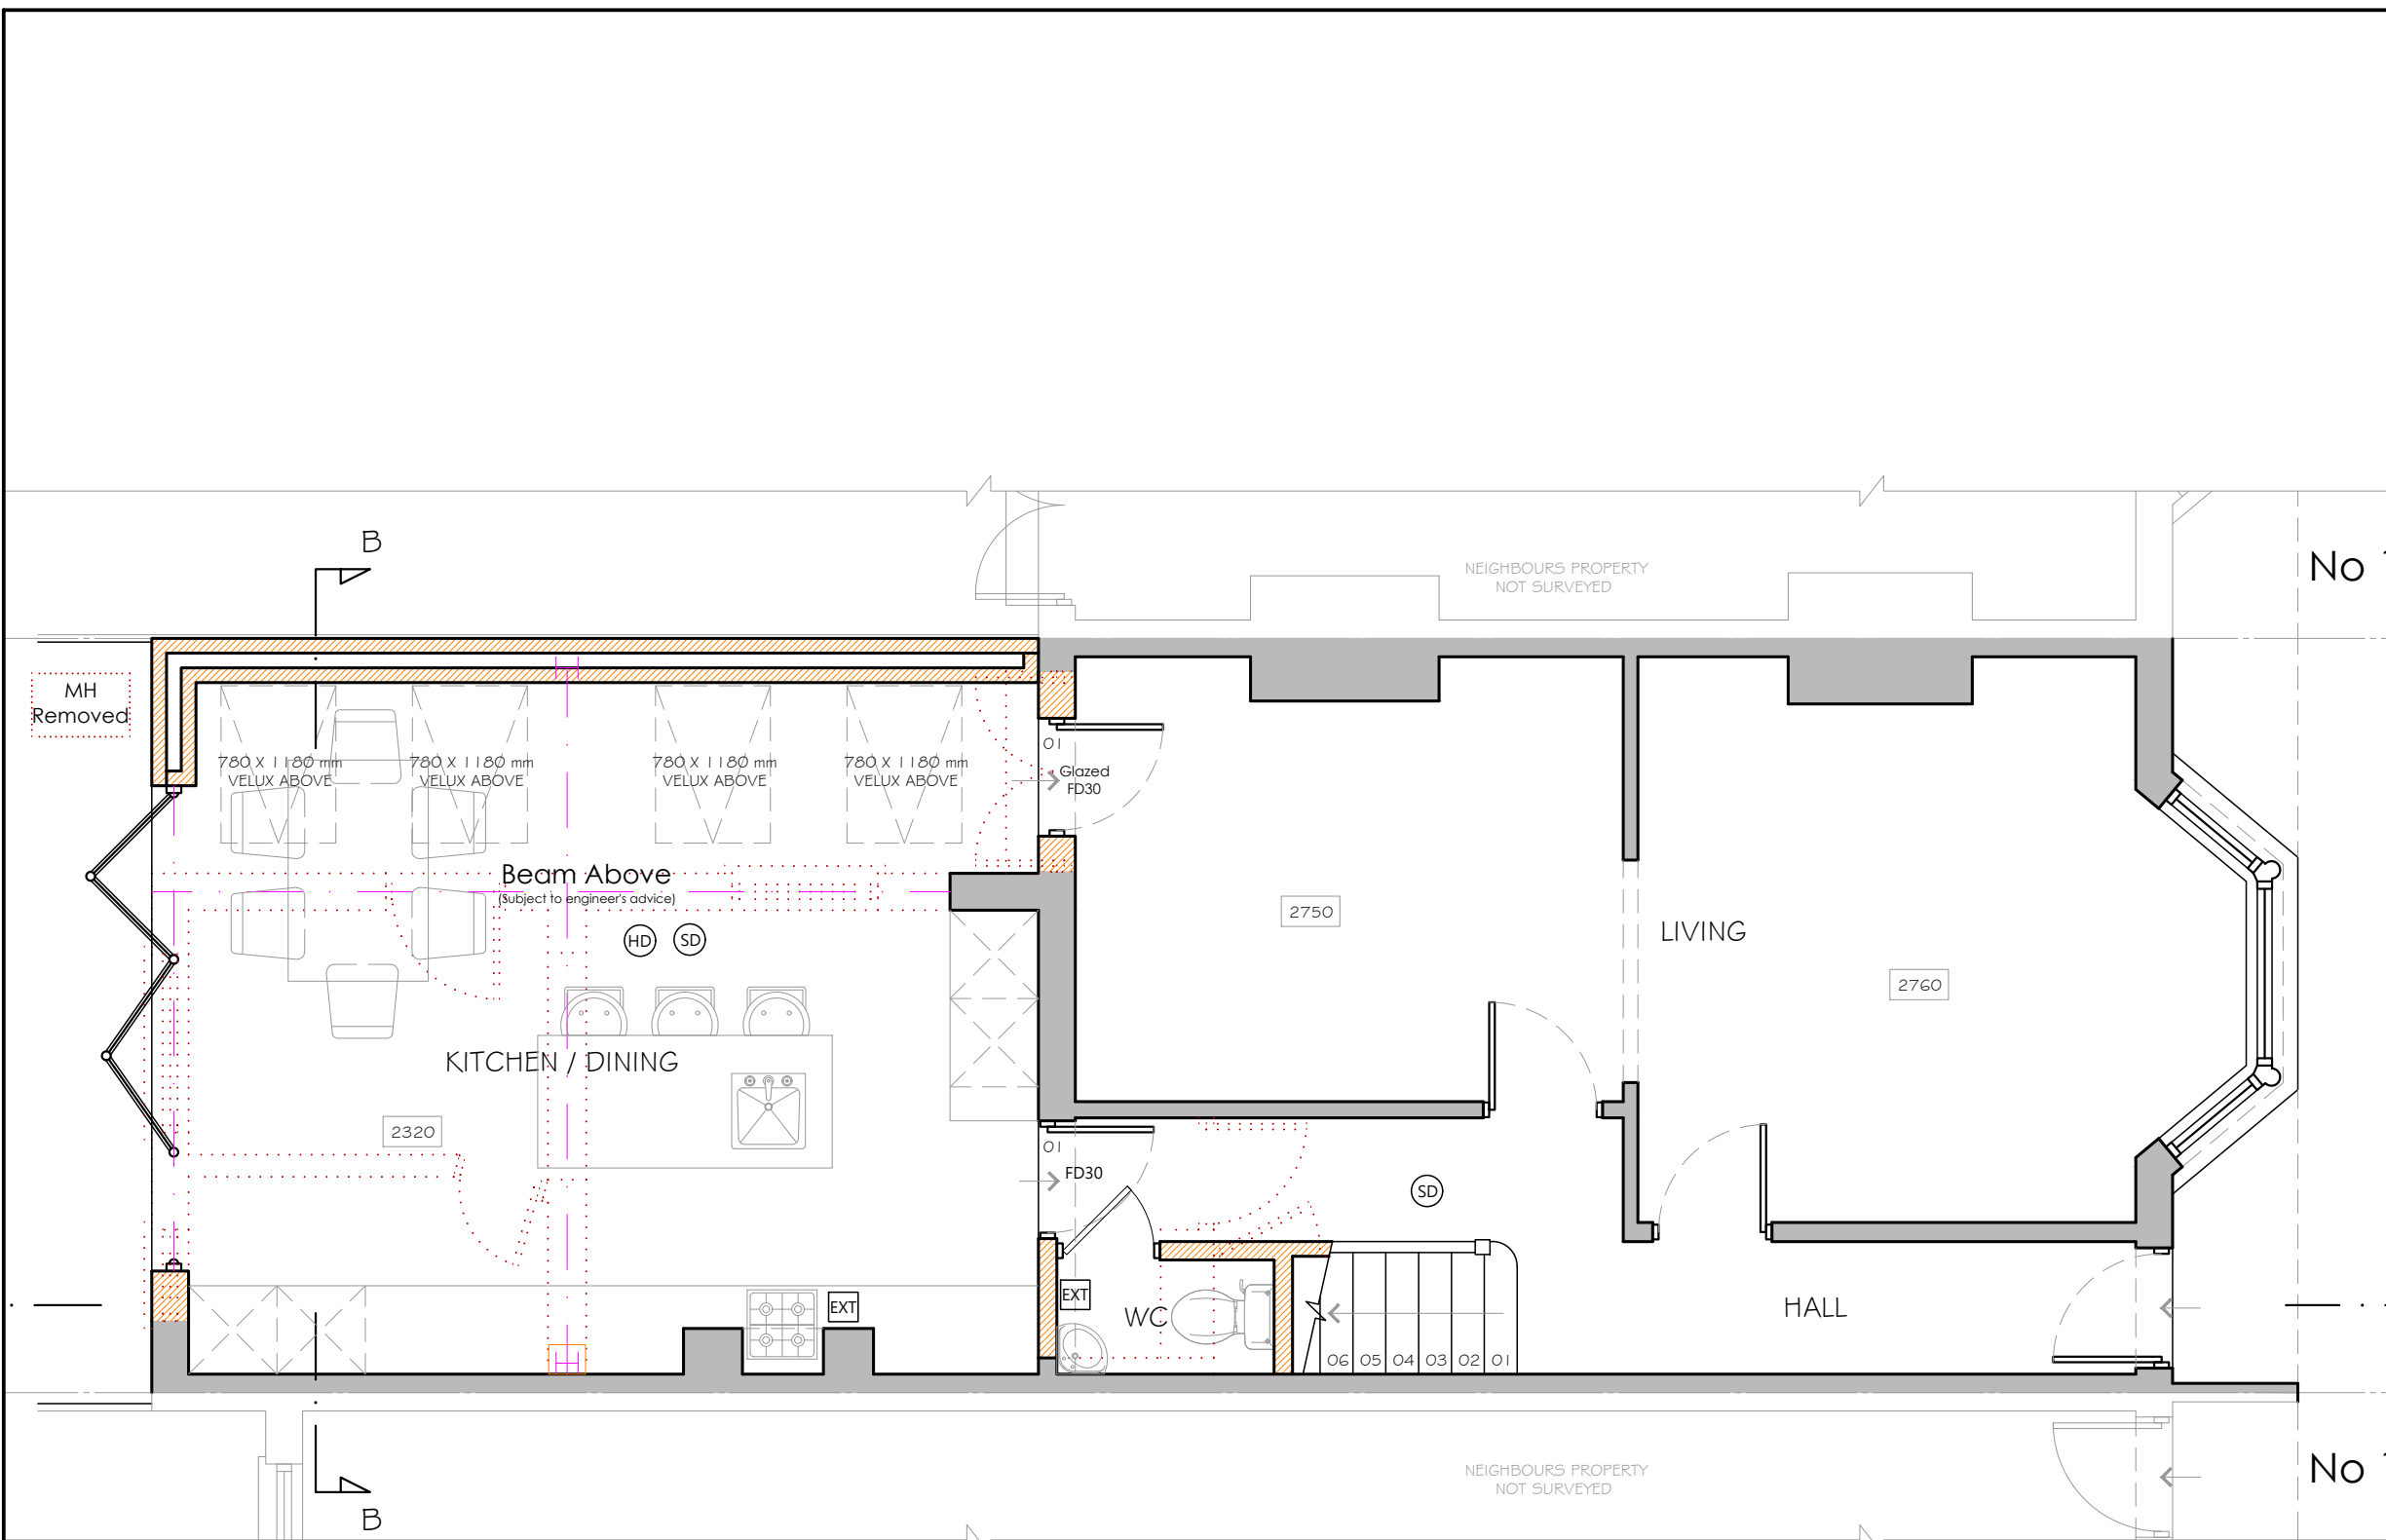 B
NEIGHBOURS PROPERTY
NOT SURVEYED
No 1
MH
Removed
780 X 1180 mm
VELUX ABOVE
780 X 1180 mm
VELUX ABOVE
780 X 1180 mm
VELUX ABOVE
780 X 1180 mm
VELUX ABOVE
01
Glazed
FD30
Beam Above
(Subject to engineer's advice)
HD
SD
2750
LIVING
2760
KITCHEN / DINING
2320
01
FD30
SD
EXT
EXT
WC
HALL
06 05 04 03 02 01
NEIGHBOURS PROPERTY
NOT SURVEYED
No 1
B